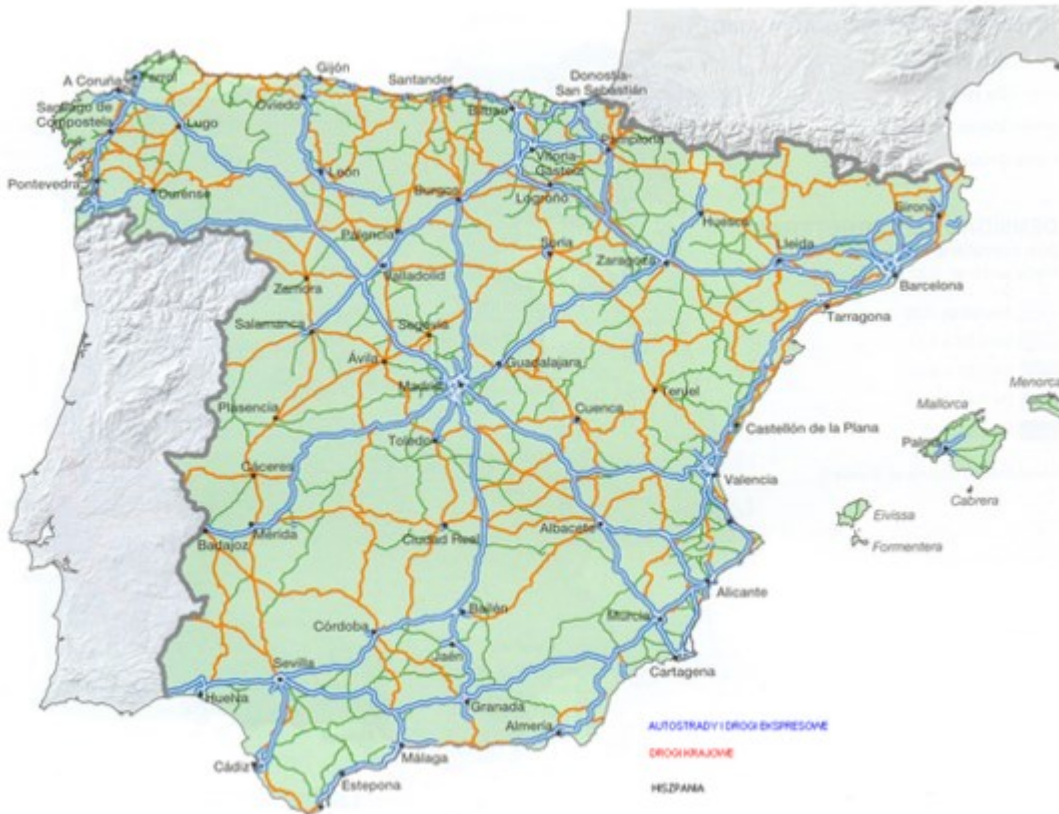 Gijón
A Coruña
Ferrol
Santander
Donostia-
San Sebastián
Oviedo
Bilbao
Santiago de
Compostela
Lugo
Vitoria-
Gasteiz
Pamplona
León
Pontevedra
Ourense
Burgos
Logroño
Huesca
Girona
Palencia
Soria
Zaragoza
Lleida
Valladolid
Zamora
Barcelona
Tarragona
Salamanca
Segovia
Ávila
Guadalajara
Madrid
Teruel
Menorca
Plasencia
Cuenca
Mallorca
Castellón de la Plana
Toledo
Palma
Cáceres
Valencia
Cabrera
Eivissa
Mérida
Badajoz
Ciudad Real
Albacete
Formentera
Alicante
Bailén
Murcia
Córdoba
Jaén
Cartagena
Sevilla
Huelva
Granada
Almería
AUTOSTRADY I DROGI EKSPRESOWE
Málaga
DROGI KRAJOWE
Cádiz
Estepona
HISZPANIA